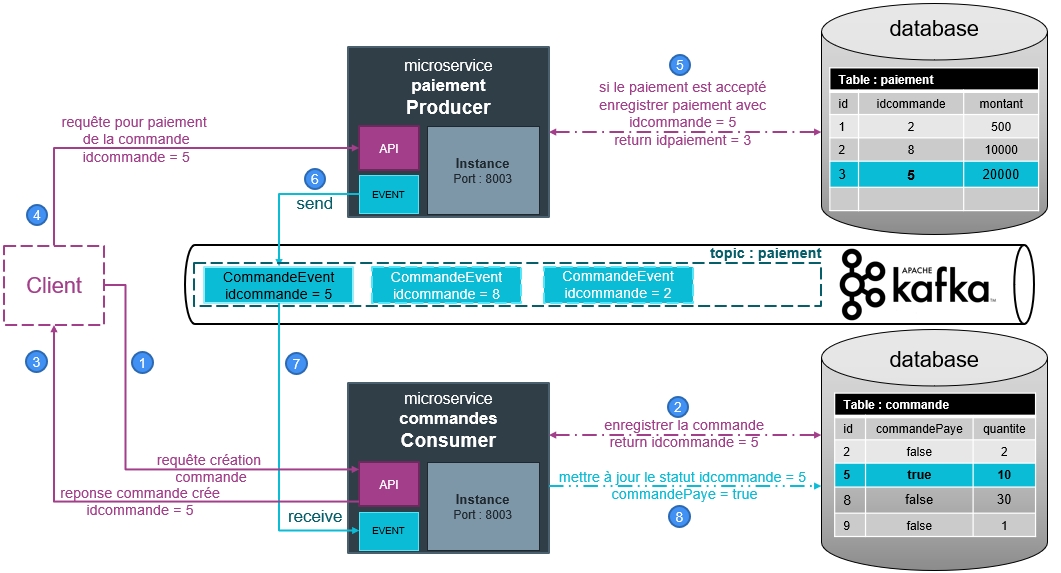 database
Table : paiement
id idcommande montant
1 2 500
2 8 10000
3 5 20000
microservice
paiement
Producer
API
EVENT
Instance
Port : 8003
5
si le paiement est accepté
enregistrer paiement avec
idcommande = 5
return idpaiement = 3
requête pour paiement
de la commande
idcommande = 5
4
6
send
Client
topic : paiement
CommandeEvent
idcommande = 5
CommandeEvent
idcommande = 8
CommandeEvent
idcommande = 2
APACHE
kafka
TM
3
1
7
microservice
commandes
Consumer
API
EVENT
Instance
Port : 8003
requête création
commande
reponse commande crée
idcommande = 5
receive
2
enregistrer la commande
return idcommande = 5
mettre à jour le statut idcommande = 5
commandePaye = true
8
database
Table : commande
id commandePaye quantite
2 false 2
5 true 10
8 false 30
9 false 1